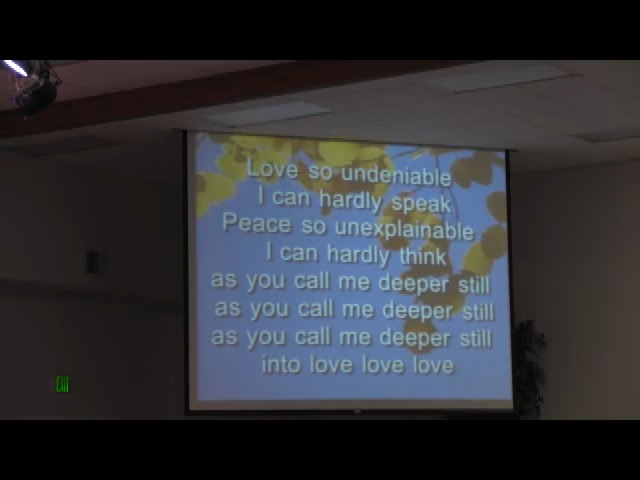 Love so undeniable
I can hardly speak
Peace so unexplainable
I can hardly think
as you call me deeper still
as you call me deeper still
as you call me deeper still
into love love love
EXIT